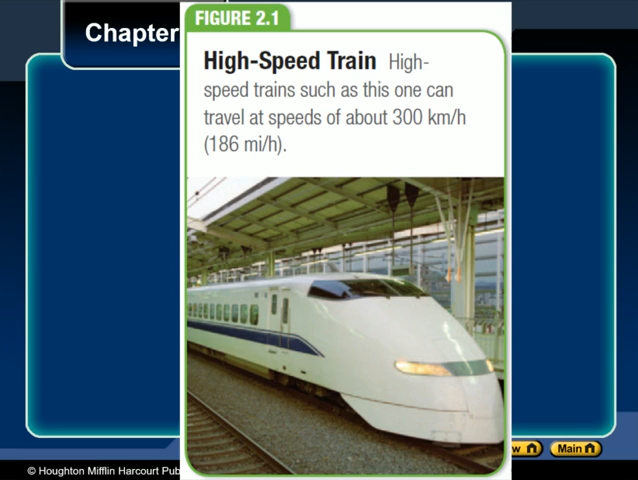 FIGURE 2.1
Chapter
High-Speed Train High-
speed trains such as this one can
travel at speeds of about 300 km/h
(186 mi/h).
w Main
© Houghton Mifflin Harcourt Pub